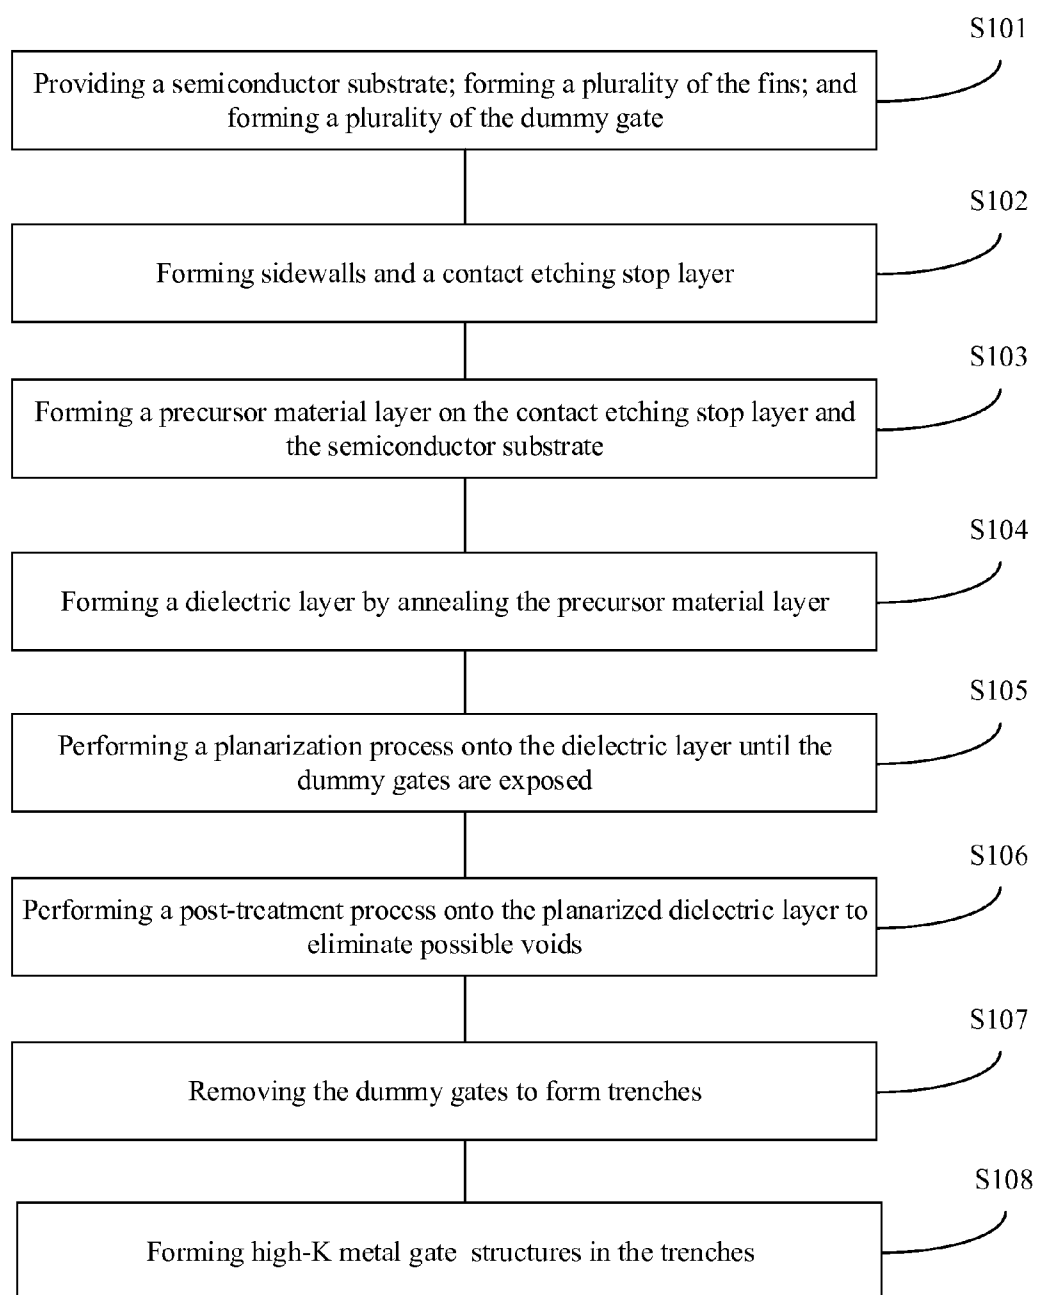 S101
Providing a semiconductor substrate; forming a plurality of the fins; and
forming a plurality of the dummy gate
S102
Forming sidewalls and a contact etching stop layer
S103
Forming a precursor material layer on the contact etching stop layer and
the semiconductor substrate
S104
Forming a dielectric layer by annealing the precursor material layer
S105
Performing a planarization process onto the dielectric layer until the
dummy gates are exposed
S106
Performing a post-treatment process onto the planarized dielectric layer to
eliminate possible voids
S107
Removing the dummy gates to form trenches
S108
Forming high-K metal gate structures in the trenches